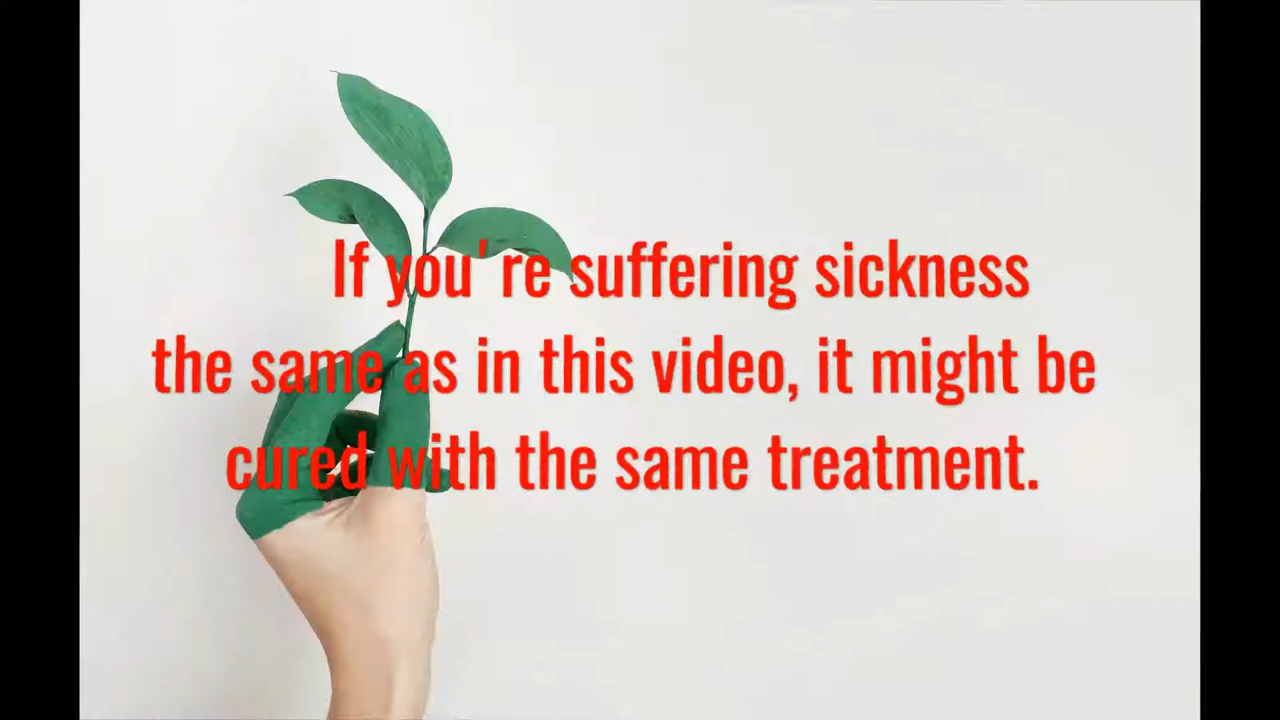 If you're suffering sickness
the same as in this video, it might be
cured with the same treatment.